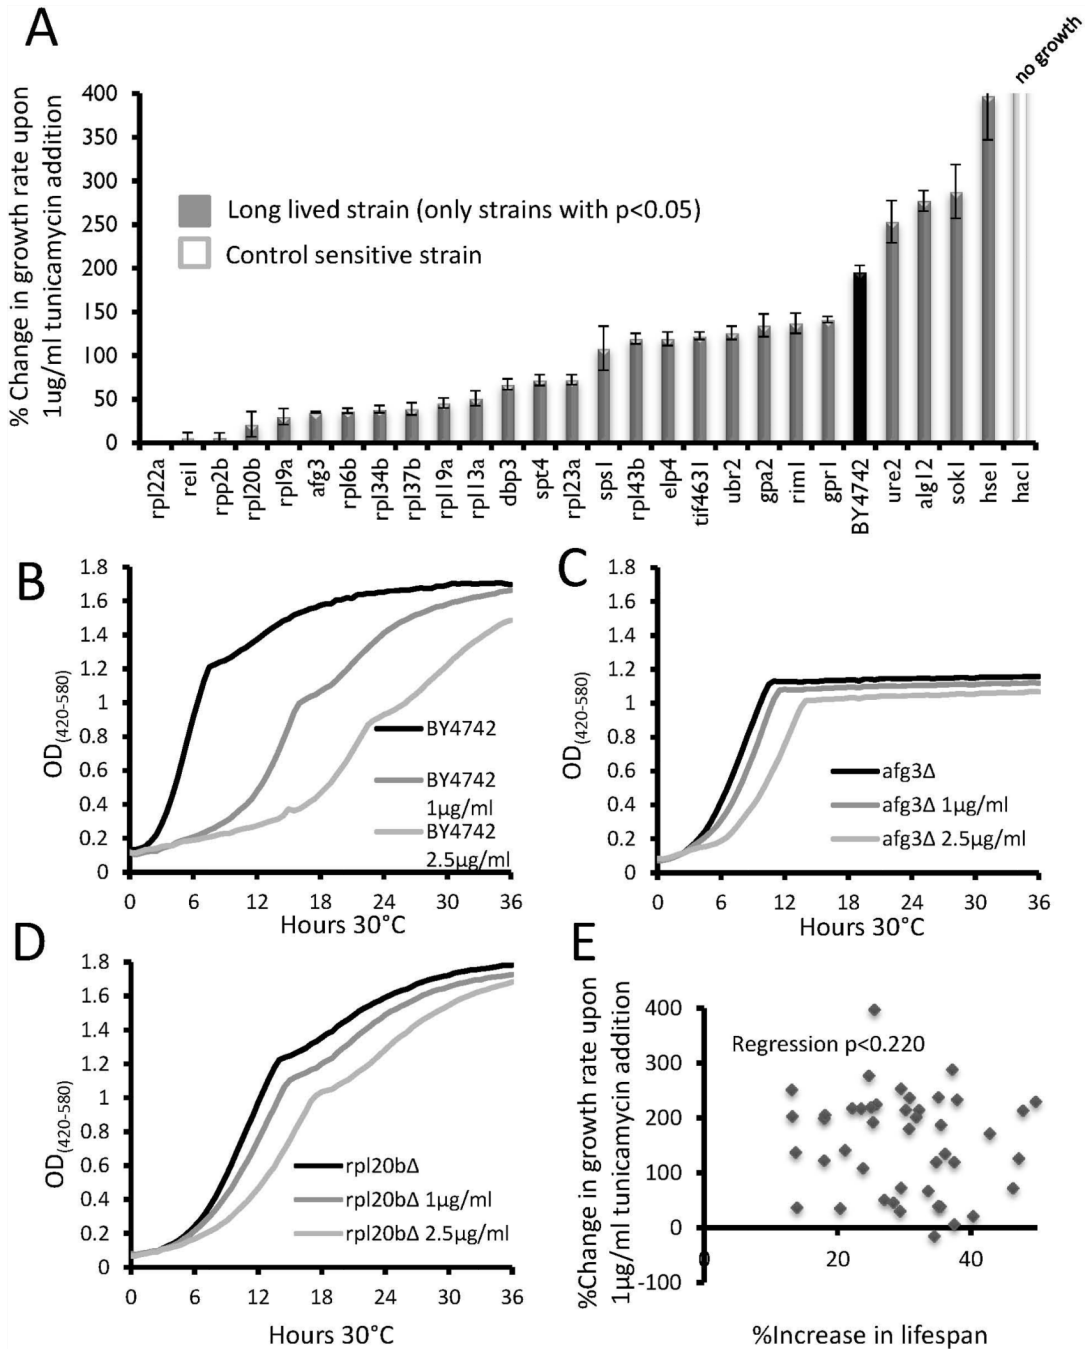 A
no growth
% Change in growth rate upon
1ug/ml tunicamycin addition
400
350
300
250
200
150
100
50
0
Long lived strain (only strains with p<0.05)
Control sensitive strain
rpl22a
rei1
rpp2b
rpl20b
rpl9a
afg3
rpl6b
rpl34b
rpl37b
rpl19a
rpl13a
dbp3
spt4
rpl23a
sps1
rpl43b
elp4
tif4631
ubr2
gpa2
rim1
gpr1
BY4742
ure2
alg12
sok1
hse1
hac1
B
OD(420-580)
1.8
1.6
1.4
1.2
1
0.8
0.6
0.4
0.2
0
BY4742
BY4742
1µg/ml
BY4742
2.5µg/ml
0 6 12 18 24 30 36
Hours 30°C
C
OD(420-580)
1.8
1.6
1.4
1.2
1
0.8
0.6
0.4
0.2
0
afg3Δ
afg3Δ 1µg/ml
afg3Δ 2.5µg/ml
0 6 12 18 24 30 36
Hours 30°C
D
OD(420-580)
1.8
1.6
1.4
1.2
1
0.8
0.6
0.4
0.2
0
rpl20bΔ
rpl20bΔ 1µg/ml
rpl20bΔ 2.5µg/ml
0 6 12 18 24 30 36
Hours 30°C
E
%Change in growth rate upon
1µg/ml tunicamycin addition
400
300
200
100
0
-100
Regression p<0.220
0 20 40
%Increase in lifespan